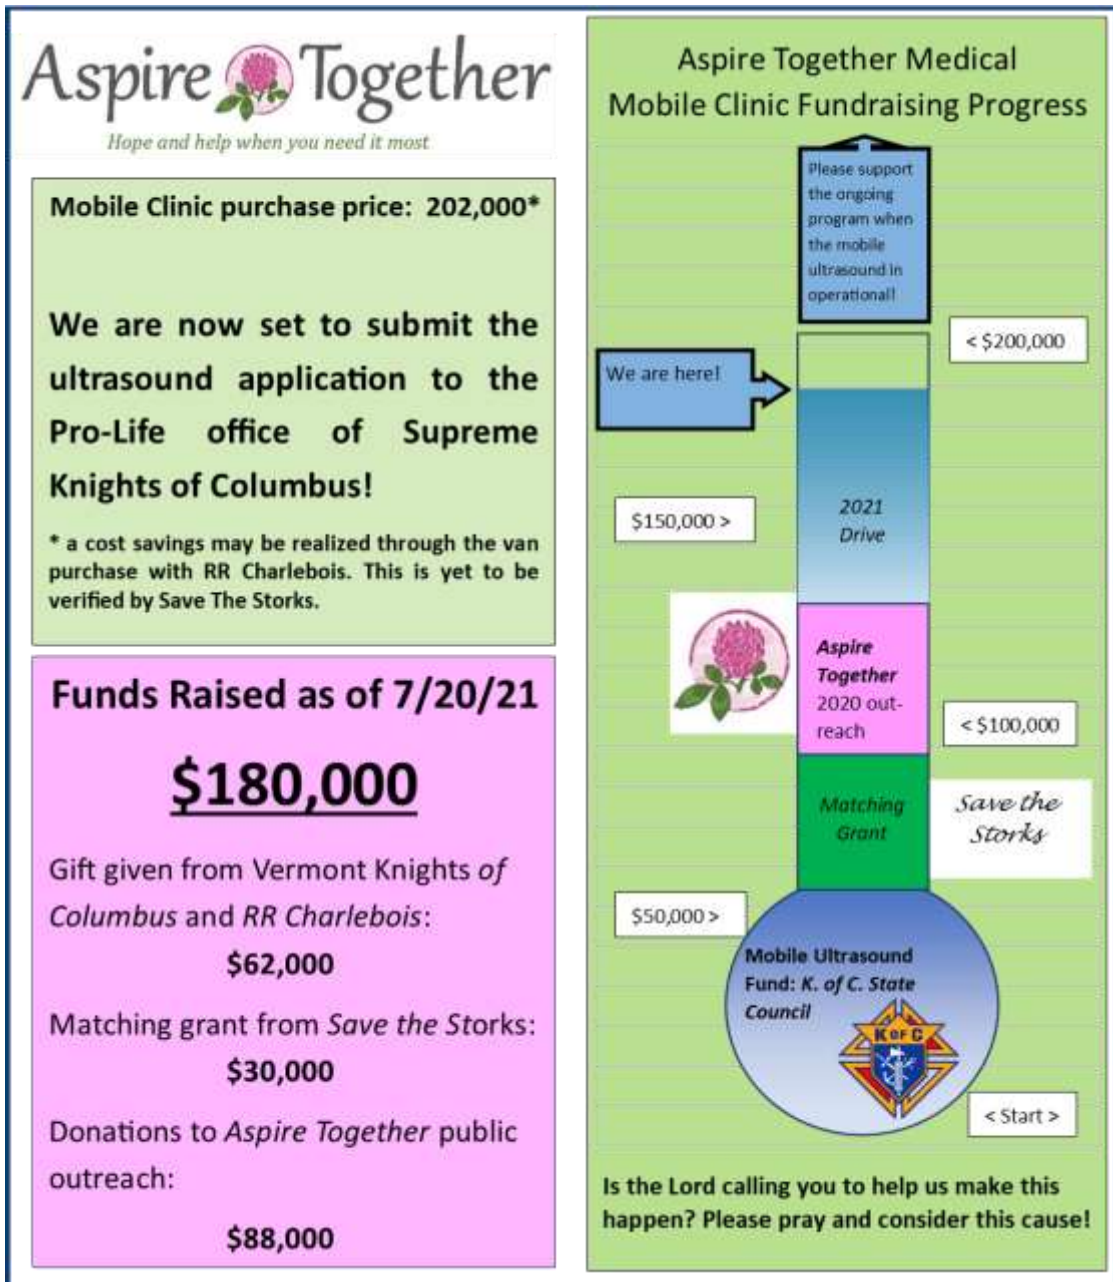 Aspire Together
Hope and help when you need it most
Mobile Clinic purchase price: 202,000*
We are now set to submit the
ultrasound application to the
Pro-Life office of Supreme
Knights of Columbus!
* a cost savings may be realized through the van
purchase with RR Charlebois. This is yet to be
verified by Save The Storks.
Funds Raised as of 7/20/21
$180,000
Gift given from Vermont Knights of
Columbus and RR Charlebois:
$62,000
Matching grant from Save the Storks:
$30,000
Donations to Aspire Together public
outreach:
$88,000
Aspire Together Medical
Mobile Clinic Fundraising Progress
Please support
the ongoing
program when
the mobile
ultrasound in
operational!
< $200,000
We are here!
$150,000 >
2021
Drive
Aspire
Together
2020 out-
reach
< $100,000
Matching
Grant
Save the
Storks
$50,000 >
Mobile Ultrasound
Fund: K. of C. State
Council
K OF C
< Start >
Is the Lord calling you to help us make this
happen? Please pray and consider this cause!